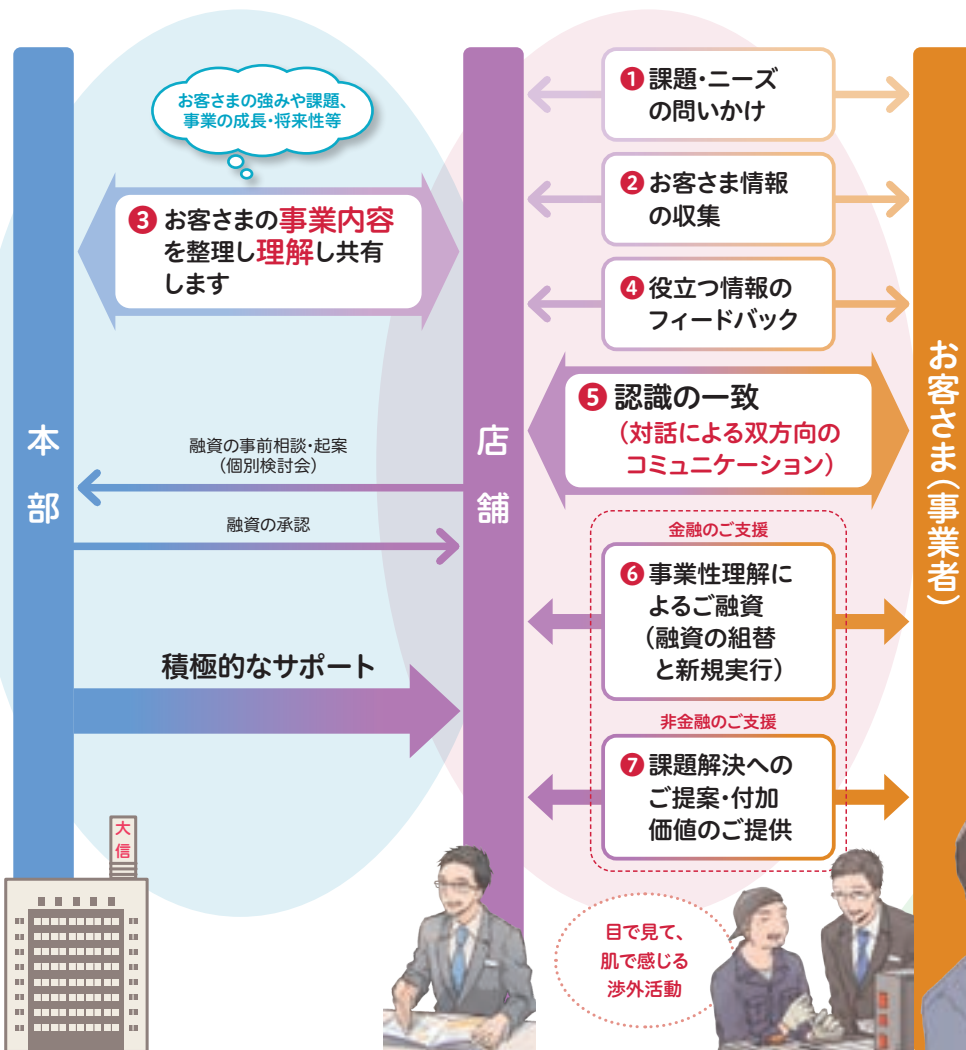 本部
お客さまの強みや課題、
事業の成長・将来性等
❸ お客さまの事業内容
を整理し理解し共有
します
融資の事前相談・起案
（個別検討会）
融資の承認
積極的なサポート
大
信
店舗
❶ 課題・ニーズ
の問いかけ
❷ お客さま情報
の収集
❹ 役立つ情報の
フィードバック
❺ 認識の一致
（対話による双方向の
コミュニケーション）
金融のご支援
❻ 事業性理解に
よるご融資
（融資の組替
と新規実行）
非金融のご支援
❼ 課題解決への
ご提案・付加
価値のご提供
目で見て、
肌で感じる
渉外活動
お客さま（事業者）